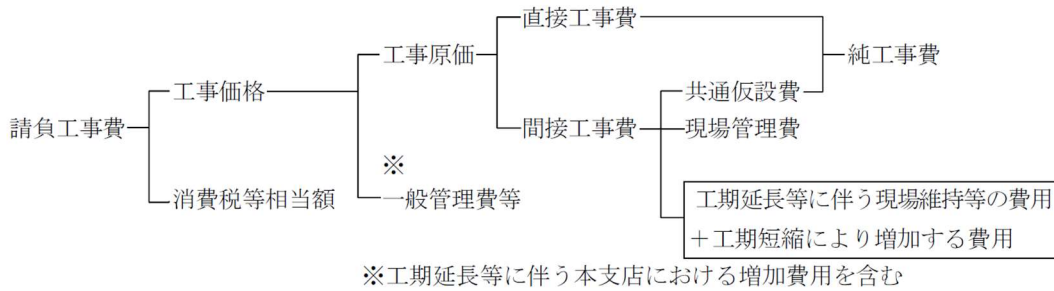 直接工事費
工事原価
純工事費
工事価格
共通仮設費
請負工事費
間接工事費
現場管理費
※
消費税等相当額
一般管理費等
工期延長等に伴う現場維持等の費用
＋工期短縮により増加する費用
※工期延長等に伴う本支店における増加費用を含む